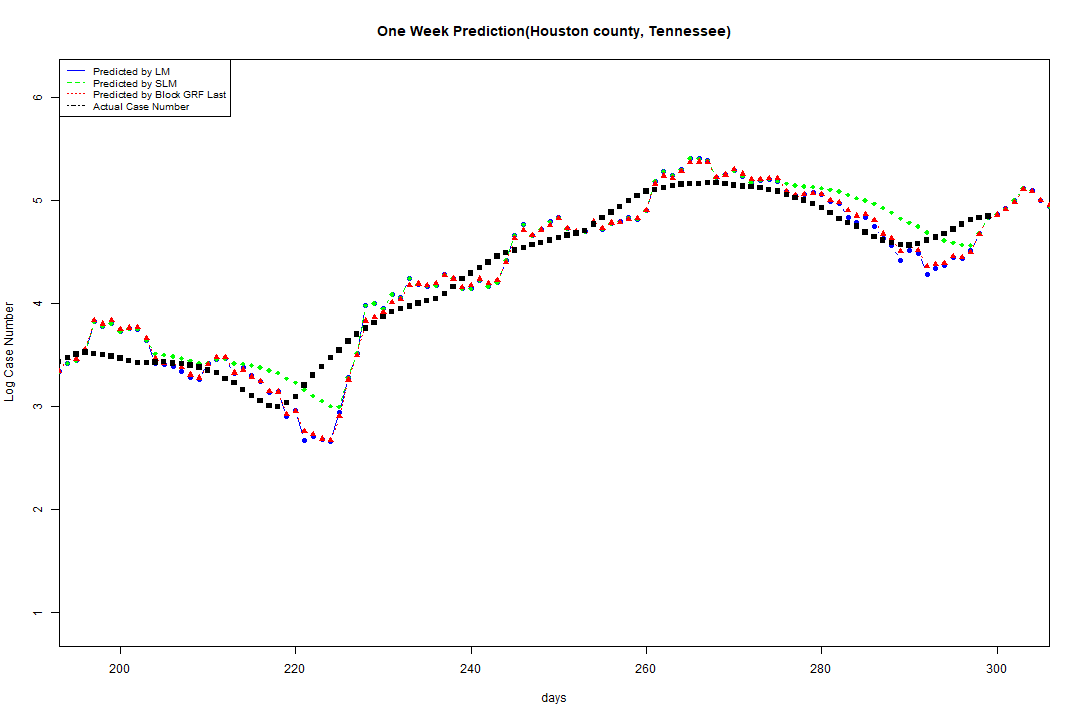 One Week Prediction(Houston county, Tennessee)
Predicted by LM
Predicted by SLM
Predicted by Block GRF Last
Actual Case Number
6
5
4
3
2
1
Log Case Number
200 220 240 260 280 300
days